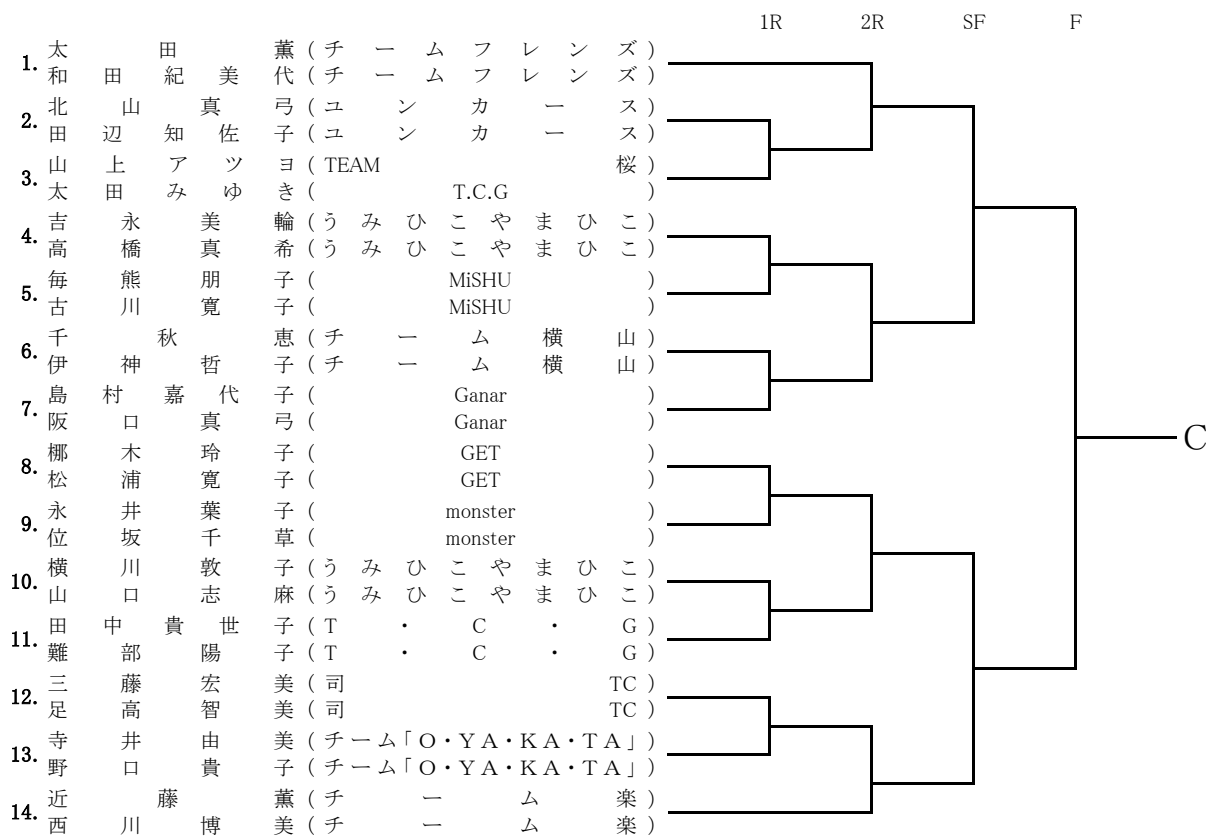 1R 2R SF F
1. 太田薫(チームフレンズ)
和田紀美代(チームフレンズ)
2. 北山真弓(ユンカース)
田辺知佐子(ユンカース)
3. 山上アツヨ(TEAM桜)
太田みゆき(T.C.G)
4. 吉永美輪(うみひこやまひこ)
高橋真希(うみひこやまひこ)
5. 毎熊朋子(MiSHU)
古川寛子(MiSHU)
6. 千秋恵(チーム横山)
伊神哲子(チーム横山)
7. 島村嘉代子(Ganar)
阪口真弓(Ganar)
C
8. 梛木玲子(GET)
松浦寛子(GET)
9. 永井葉子(monster)
位坂千草(monster)
10. 横川敦子(うみひこやまひこ)
山口志麻(うみひこやまひこ)
11. 田中貴世子(T・C・G)
難部陽子(T・C・G)
12. 三藤宏美(司TC)
足高智美(司TC)
13. 寺井由美(チーム「O・YA・KA・TA」)
野口貴子(チーム「O・YA・KA・TA」)
14. 近藤薫(チーム楽)
西川博美(チーム楽)